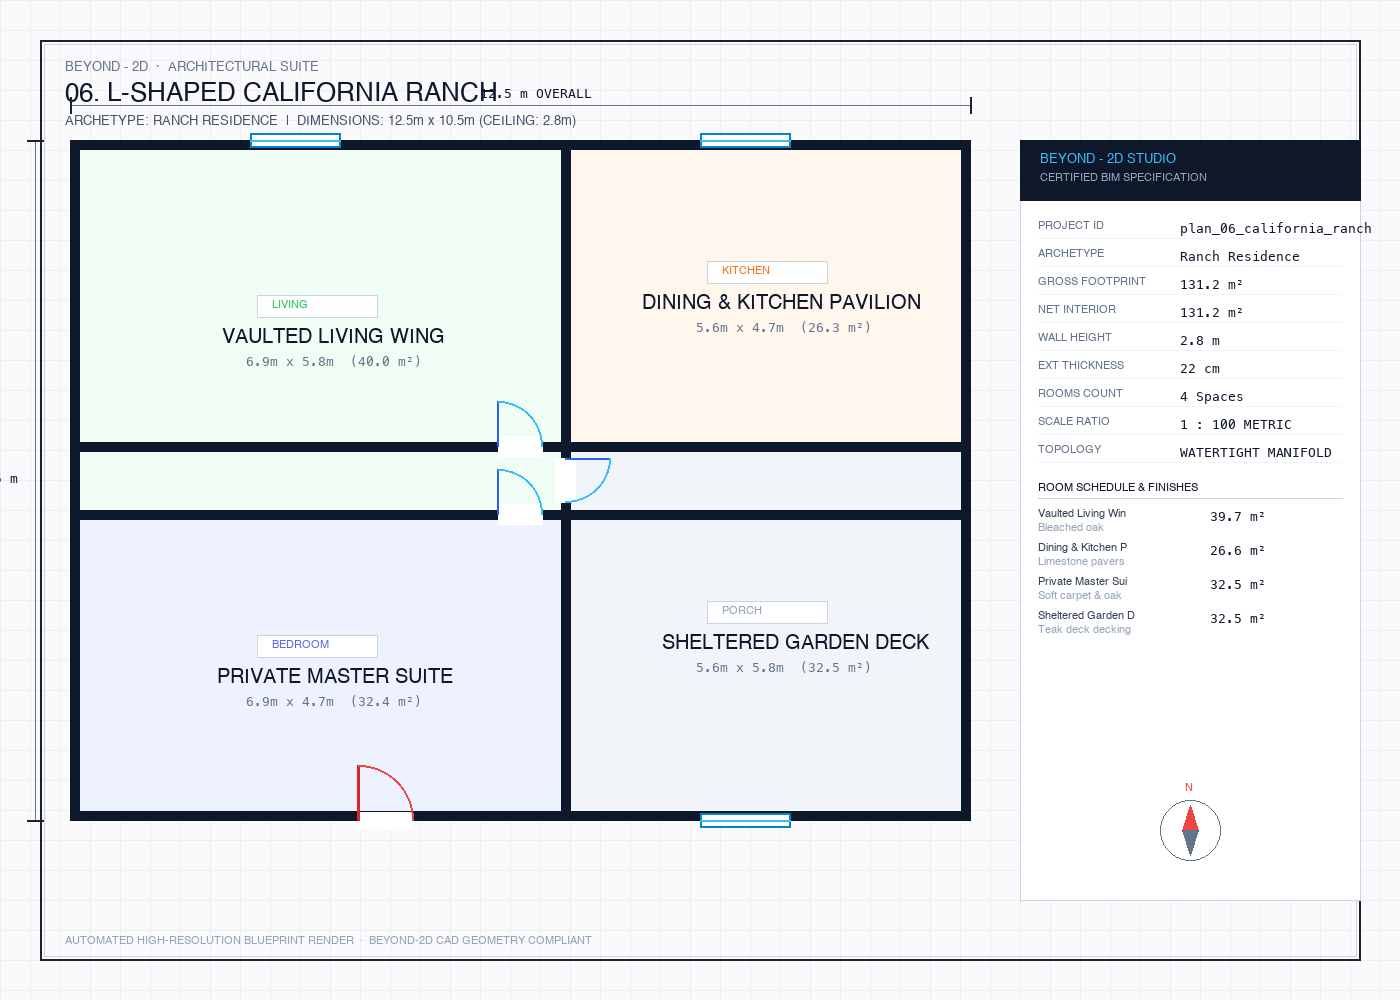 BEYOND - 2D · ARCHITECTURAL SUITE
06. L-SHAPED CALIFORNIA RANCH
12.5 m OVERALL
ARCHETYPE: RANCH RESIDENCE | DIMENSIONS: 12.5m x 10.5m (CEILING: 2.8m)
LIVING
VAULTED LIVING WING
6.9m x 5.8m (40.0 m²)
KITCHEN
DINING & KITCHEN PAVILION
5.6m x 4.7m (26.3 m²)
m
BEDROOM
PRIVATE MASTER SUITE
6.9m x 4.7m (32.4 m²)
PORCH
SHELTERED GARDEN DECK
5.6m x 5.8m (32.5 m²)
BEYOND - 2D STUDIO
CERTIFIED BIM SPECIFICATION
PROJECT ID plan_06_california_ranch
ARCHETYPE Ranch Residence
GROSS FOOTPRINT 131.2 m²
NET INTERIOR 131.2 m²
WALL HEIGHT 2.8 m
EXT THICKNESS 22 cm
ROOMS COUNT 4 Spaces
SCALE RATIO 1 : 100 METRIC
TOPOLOGY WATERTIGHT MANIFOLD
ROOM SCHEDULE & FINISHES
Vaulted Living Win 39.7 m²
Bleached oak
Dining & Kitchen P 26.6 m²
Limestone pavers
Private Master Sui 32.5 m²
Soft carpet & oak
Sheltered Garden D 32.5 m²
Teak deck decking
N
AUTOMATED HIGH-RESOLUTION BLUEPRINT RENDER · BEYOND-2D CAD GEOMETRY COMPLIANT